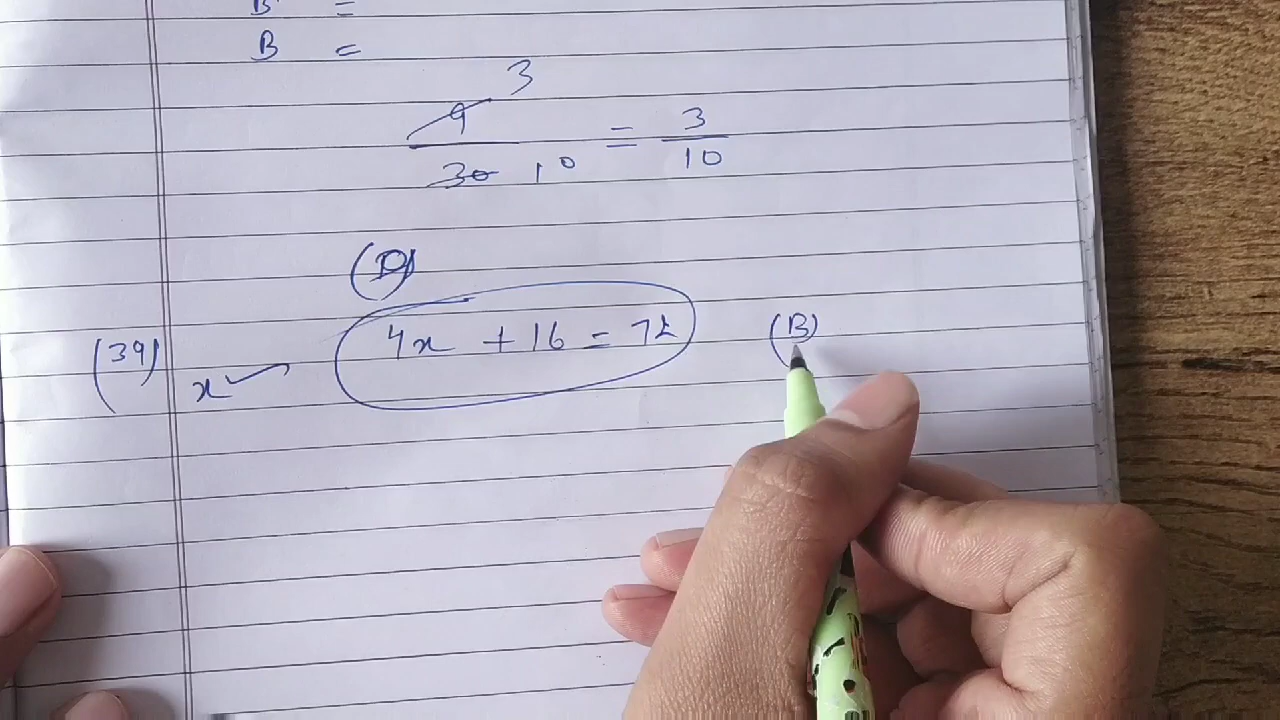 B =
B =
9 3
30 10 = 3/10
(D)
(39) x 4x + 16 = 72 (B)